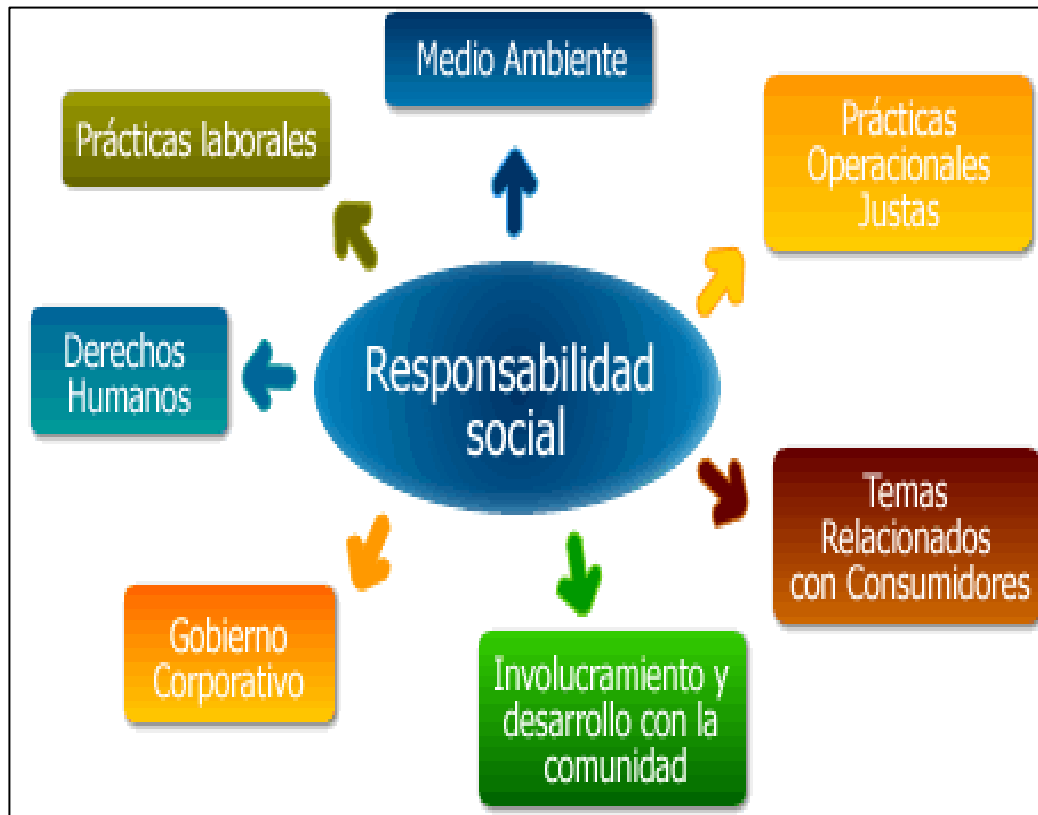 Medio Ambiente
Prácticas laborales
Prácticas
Operacionales
Justas
Derechos
Humanos
Responsabilidad
social
Temas
Relacionados
con Consumidores
Gobierno
Corporativo
Involucramiento y
desarrollo con la
comunidad